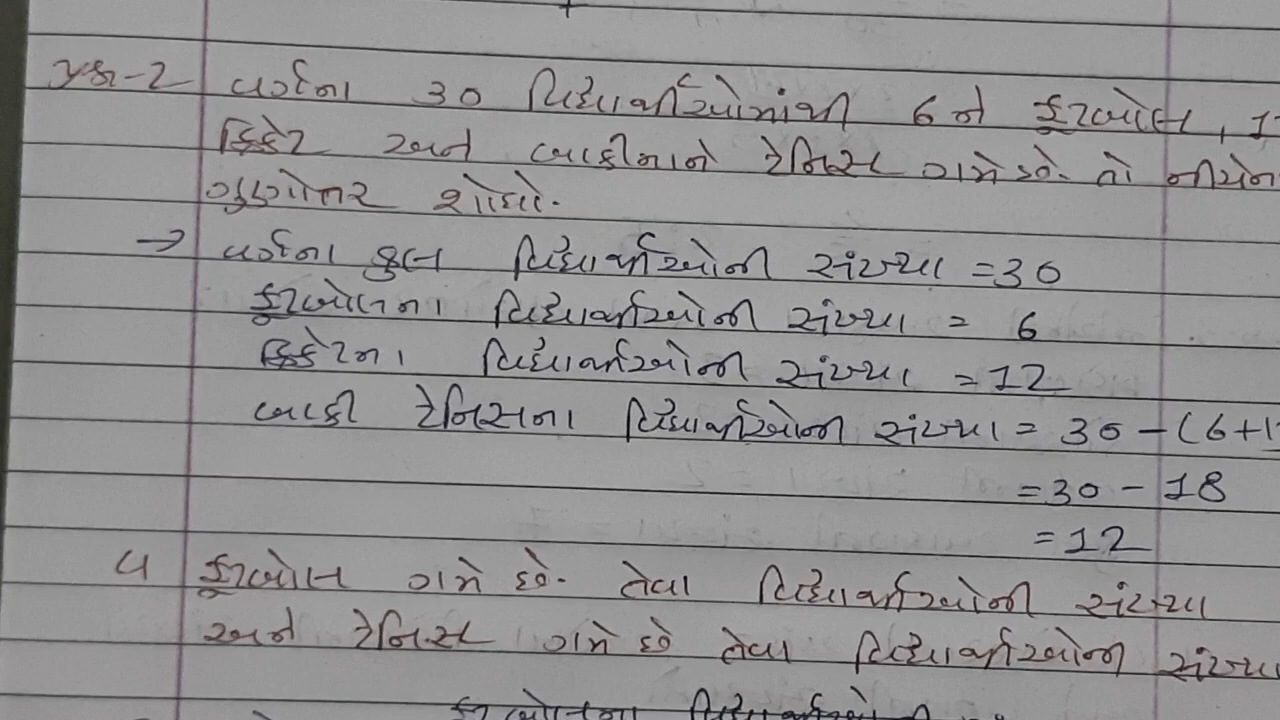 પ્રશ્ન-2 વર્ગના 30 વિદ્યાર્થિઓમાંથી 6 ને ફુટબોલ, 1
ક્રિકેટ અને બાકીનાને ટેનિસ ગમે છે. તો નીચેના
ગુણોત્તર શોધો.
→ વર્ગના કુલ વિદ્યાર્થિઓની સંખ્યા = 30
ફુટબોલના વિદ્યાર્થિઓની સંખ્યા = 6
ક્રિકેટના વિદ્યાર્થિઓની સંખ્યા = 12
બાકી ટેનિસના વિદ્યાર્થિઓની સંખ્યા = 30 - (6+1
= 30 - 18
= 12
ફુટબોલ ગમે છે. તેવા વિદ્યાર્થિઓની સંખ્યા
અને ટેનિસ ગમે છે તેવા વિદ્યાર્થિઓની સંખ્યા